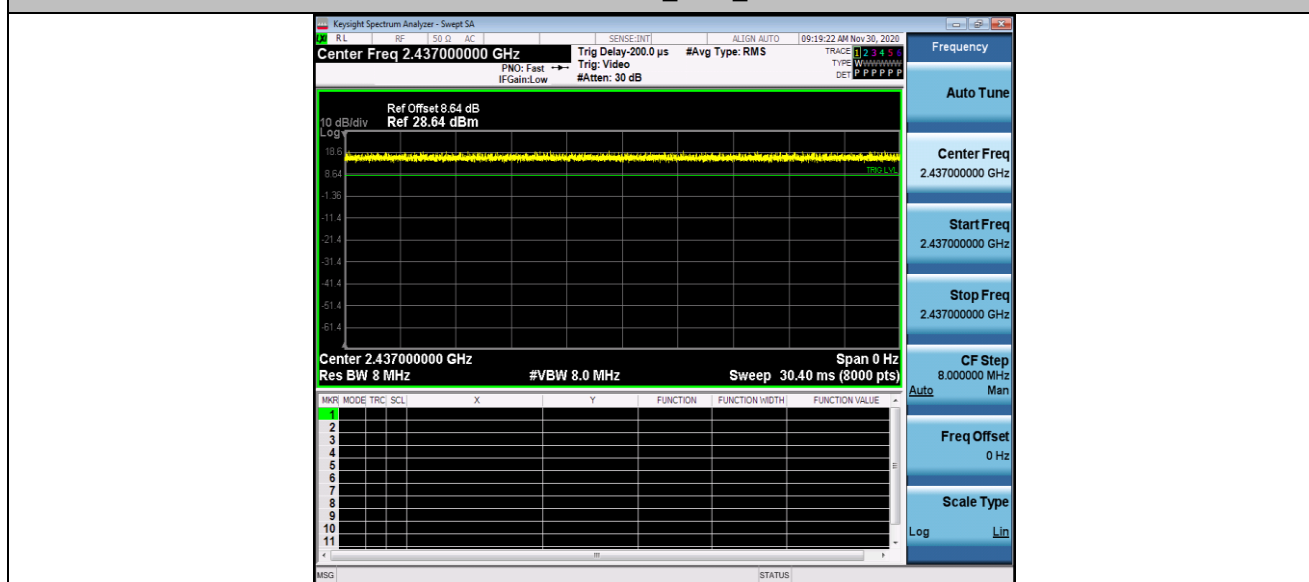 Keysight Spectrum Analyzer - Swept SA
RL RF 50 Ω AC SENSE:INT ALIGN AUTO 09:19:22 AM Nov 30, 2020
Center Freq 2.437000000 GHz
PNO: Fast
IFGain:Low
Trig Delay-200.0 µs #Avg Type: RMS
Trig: Video
#Atten: 30 dB
TRACE 1 2 3 4 5 6
TYPE WWWWWW
DET P P P P P P
Ref Offset 8.64 dB
10 dB/div Ref 28.64 dBm
Log
18.6
8.64
TRIG LVL
-1.36
-11.4
-21.4
-31.4
-41.4
-51.4
-61.4
Center 2.437000000 GHz Span 0 Hz
Res BW 8 MHz #VBW 8.0 MHz Sweep 30.40 ms (8000 pts)
MKR MODE TRC SCL X Y FUNCTION FUNCTION WIDTH FUNCTION VALUE
1
2
3
4
5
6
7
8
9
10
11
MSG STATUS
Frequency
Auto Tune
Center Freq
2.437000000 GHz
Start Freq
2.437000000 GHz
Stop Freq
2.437000000 GHz
CF Step
8.000000 MHz
Auto Man
Freq Offset
0 Hz
Scale Type
Log Lin